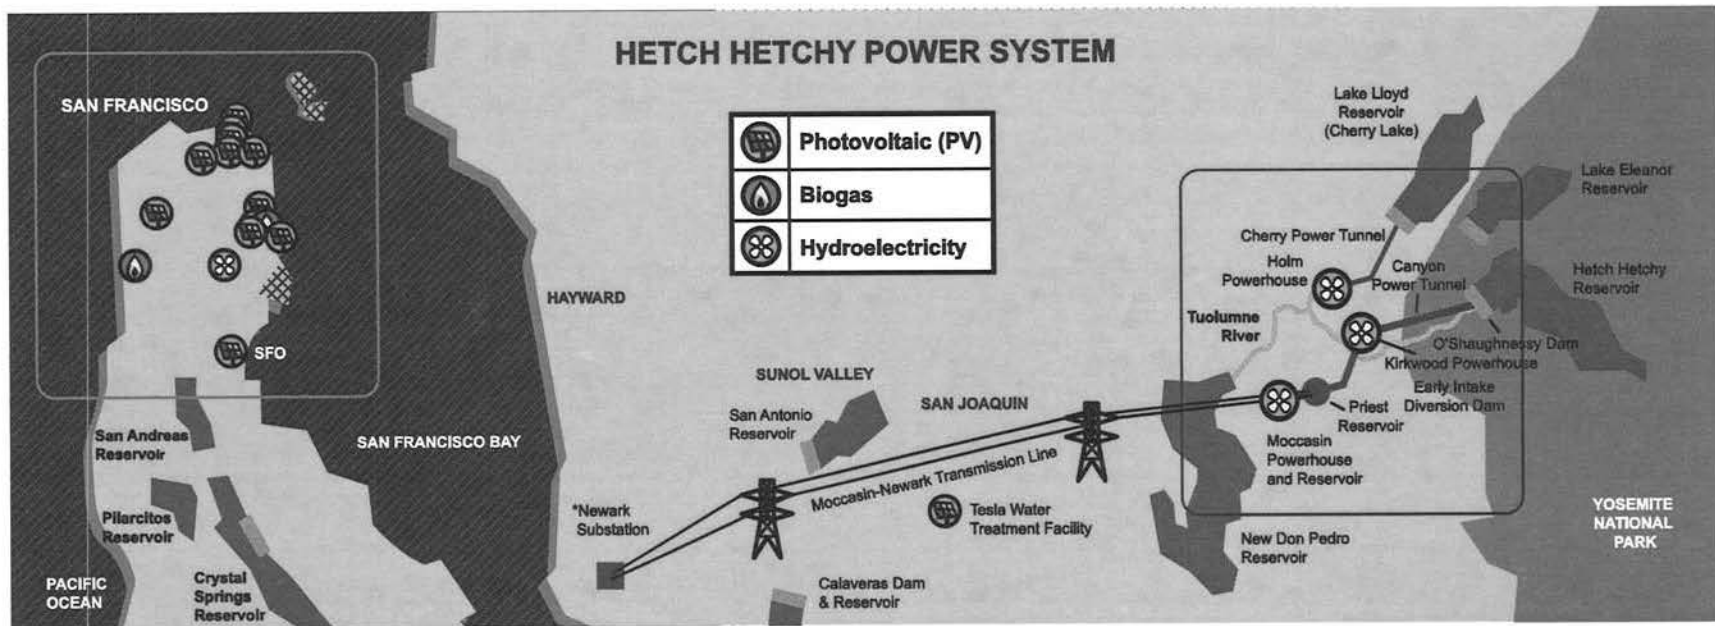 HETCH HETCHY POWER SYSTEM
SAN FRANCISCO
Photovoltaic (PV)
Biogas
Hydroelectricity
Lake Lloyd
Reservoir
(Cherry Lake)
Lake Eleanor
Reservoir
Cherry Power Tunnel
Holm
Powerhouse
Canyon
Power Tunnel
Hetch Hetchy
Reservoir
HAYWARD
Tuolumne
River
O'Shaughnessy Dam
Kirkwood Powerhouse
SFO
SUNOL VALLEY
San Antonio
Reservoir
SAN JOAQUIN
Early Intake
Diversion Dam
Priest
Reservoir
San Andreas
Reservoir
SAN FRANCISCO BAY
Moccasin
Powerhouse
and Reservoir
Moccasin-Newark Transmission Line
*Newark
Substation
Tesla Water
Treatment Facility
Pilarcitos
Reservoir
New Don Pedro
Reservoir
YOSEMITE
NATIONAL
PARK
PACIFIC
OCEAN
Crystal
Springs
Reservoir
Calaveras Dam
& Reservoir